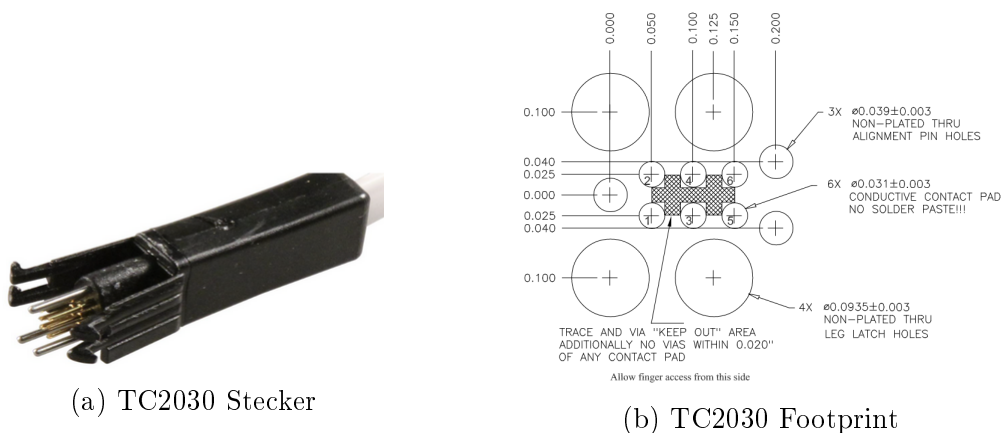 0.000
0.050
0.100
0.125
0.150
0.200
0.100
3X ⌀0.039±0.003
NON-PLATED THRU
ALIGNMENT PIN HOLES
0.040
0.025
0.000
0.025
0.040
2 4 6
1 3 5
6X ⌀0.031±0.003
CONDUCTIVE CONTACT PAD
NO SOLDER PASTE!!!
0.100
4X ⌀0.0935±0.003
NON-PLATED THRU
LEG LATCH HOLES
TRACE AND VIA "KEEP OUT" AREA
ADDITIONALLY NO VIAS WITHIN 0.020"
OF ANY CONTACT PAD
Allow finger access from this side
(a) TC2030 Stecker
(b) TC2030 Footprint